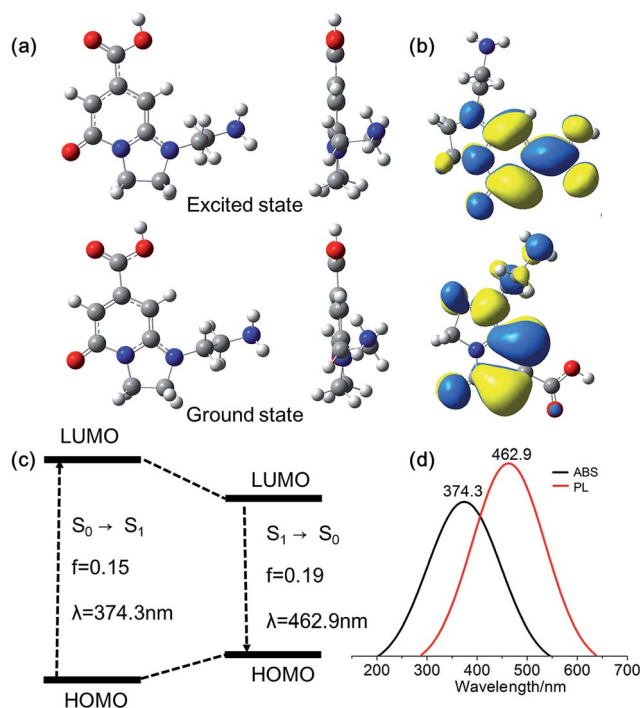 (a)
(b)
Excited state
Ground state
(c)
LUMO
LUMO
S₀ → S₁
f=0.15
λ=374.3nm
S₁ → S₀
f=0.19
λ=462.9nm
HOMO
HOMO
(d)
462.9
374.3
ABS
PL
200 300 400 500 600 700
Wavelength/nm